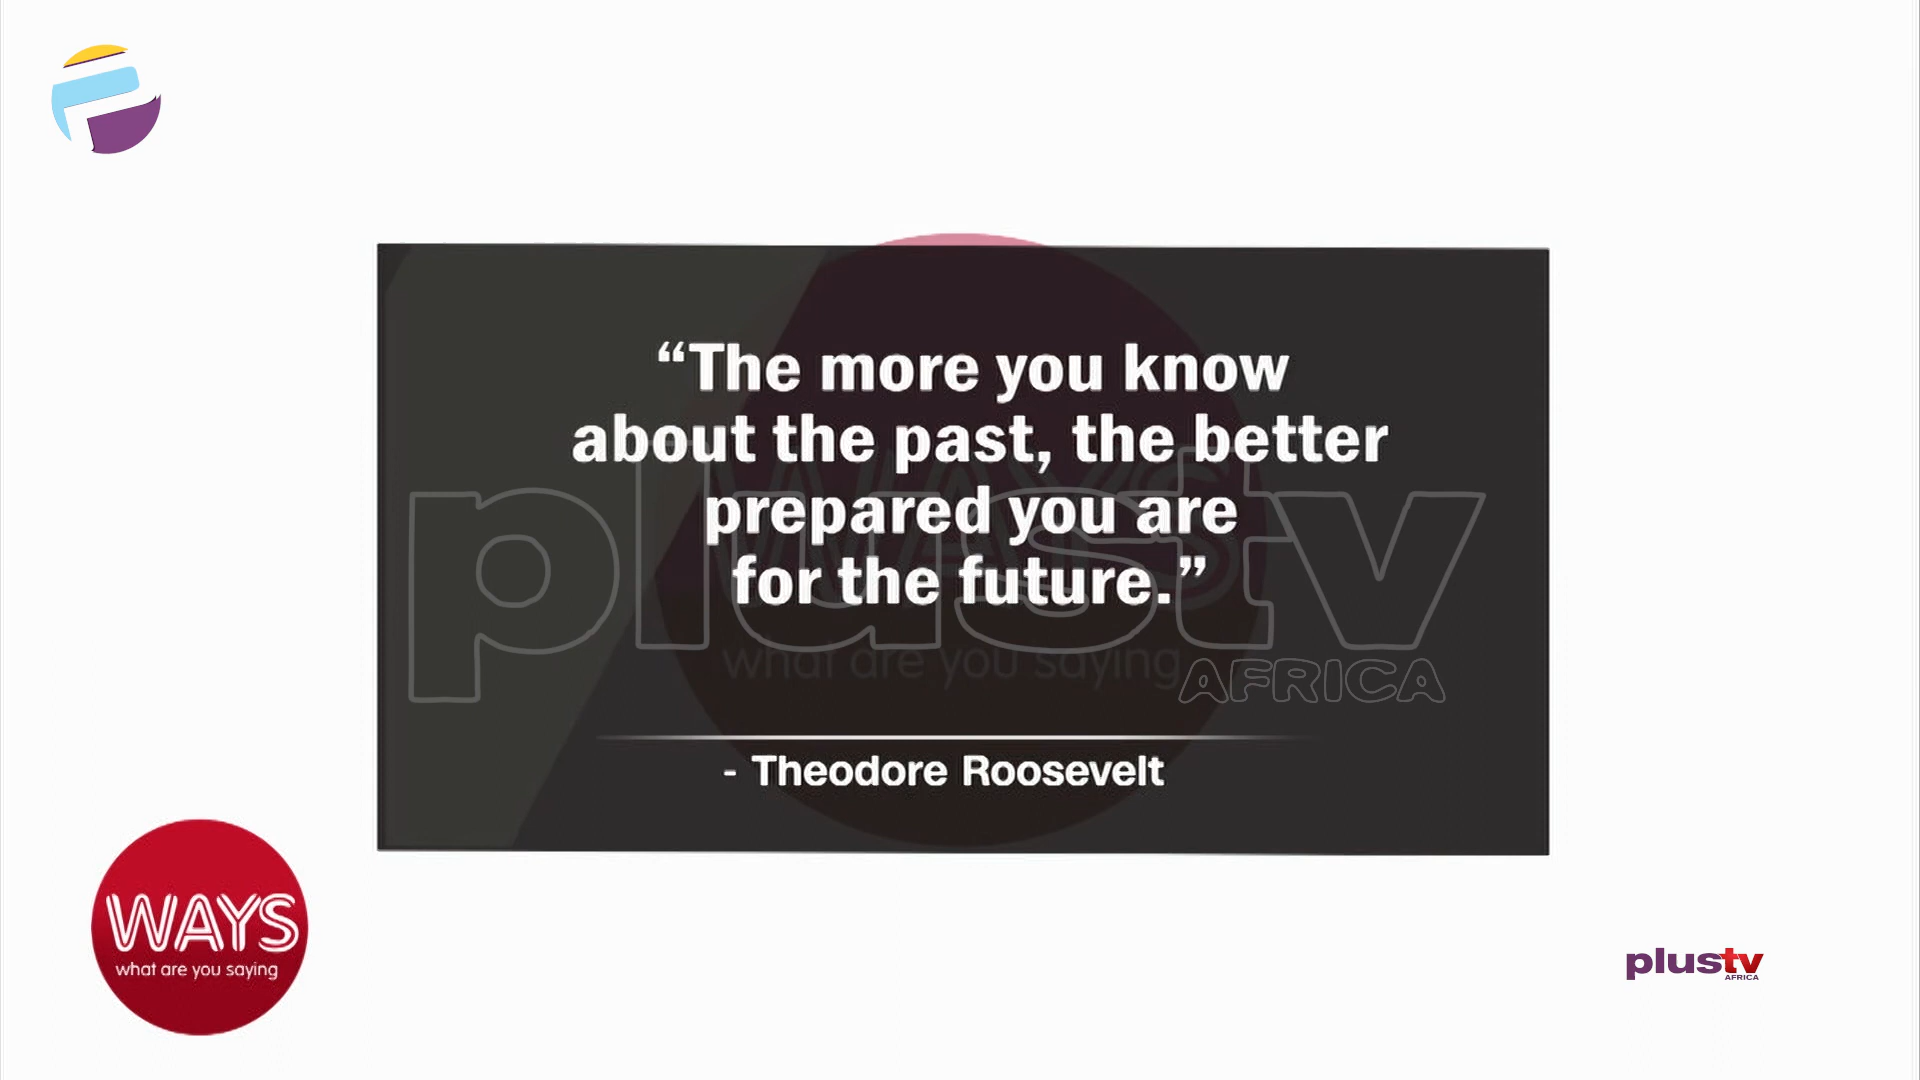 “The more you know
about the past, the better
prepared you are
for the future.”
plustv
what are you saying
AFRICA
- Theodore Roosevelt
WAYS
what are you saying
plustv
AFRICA